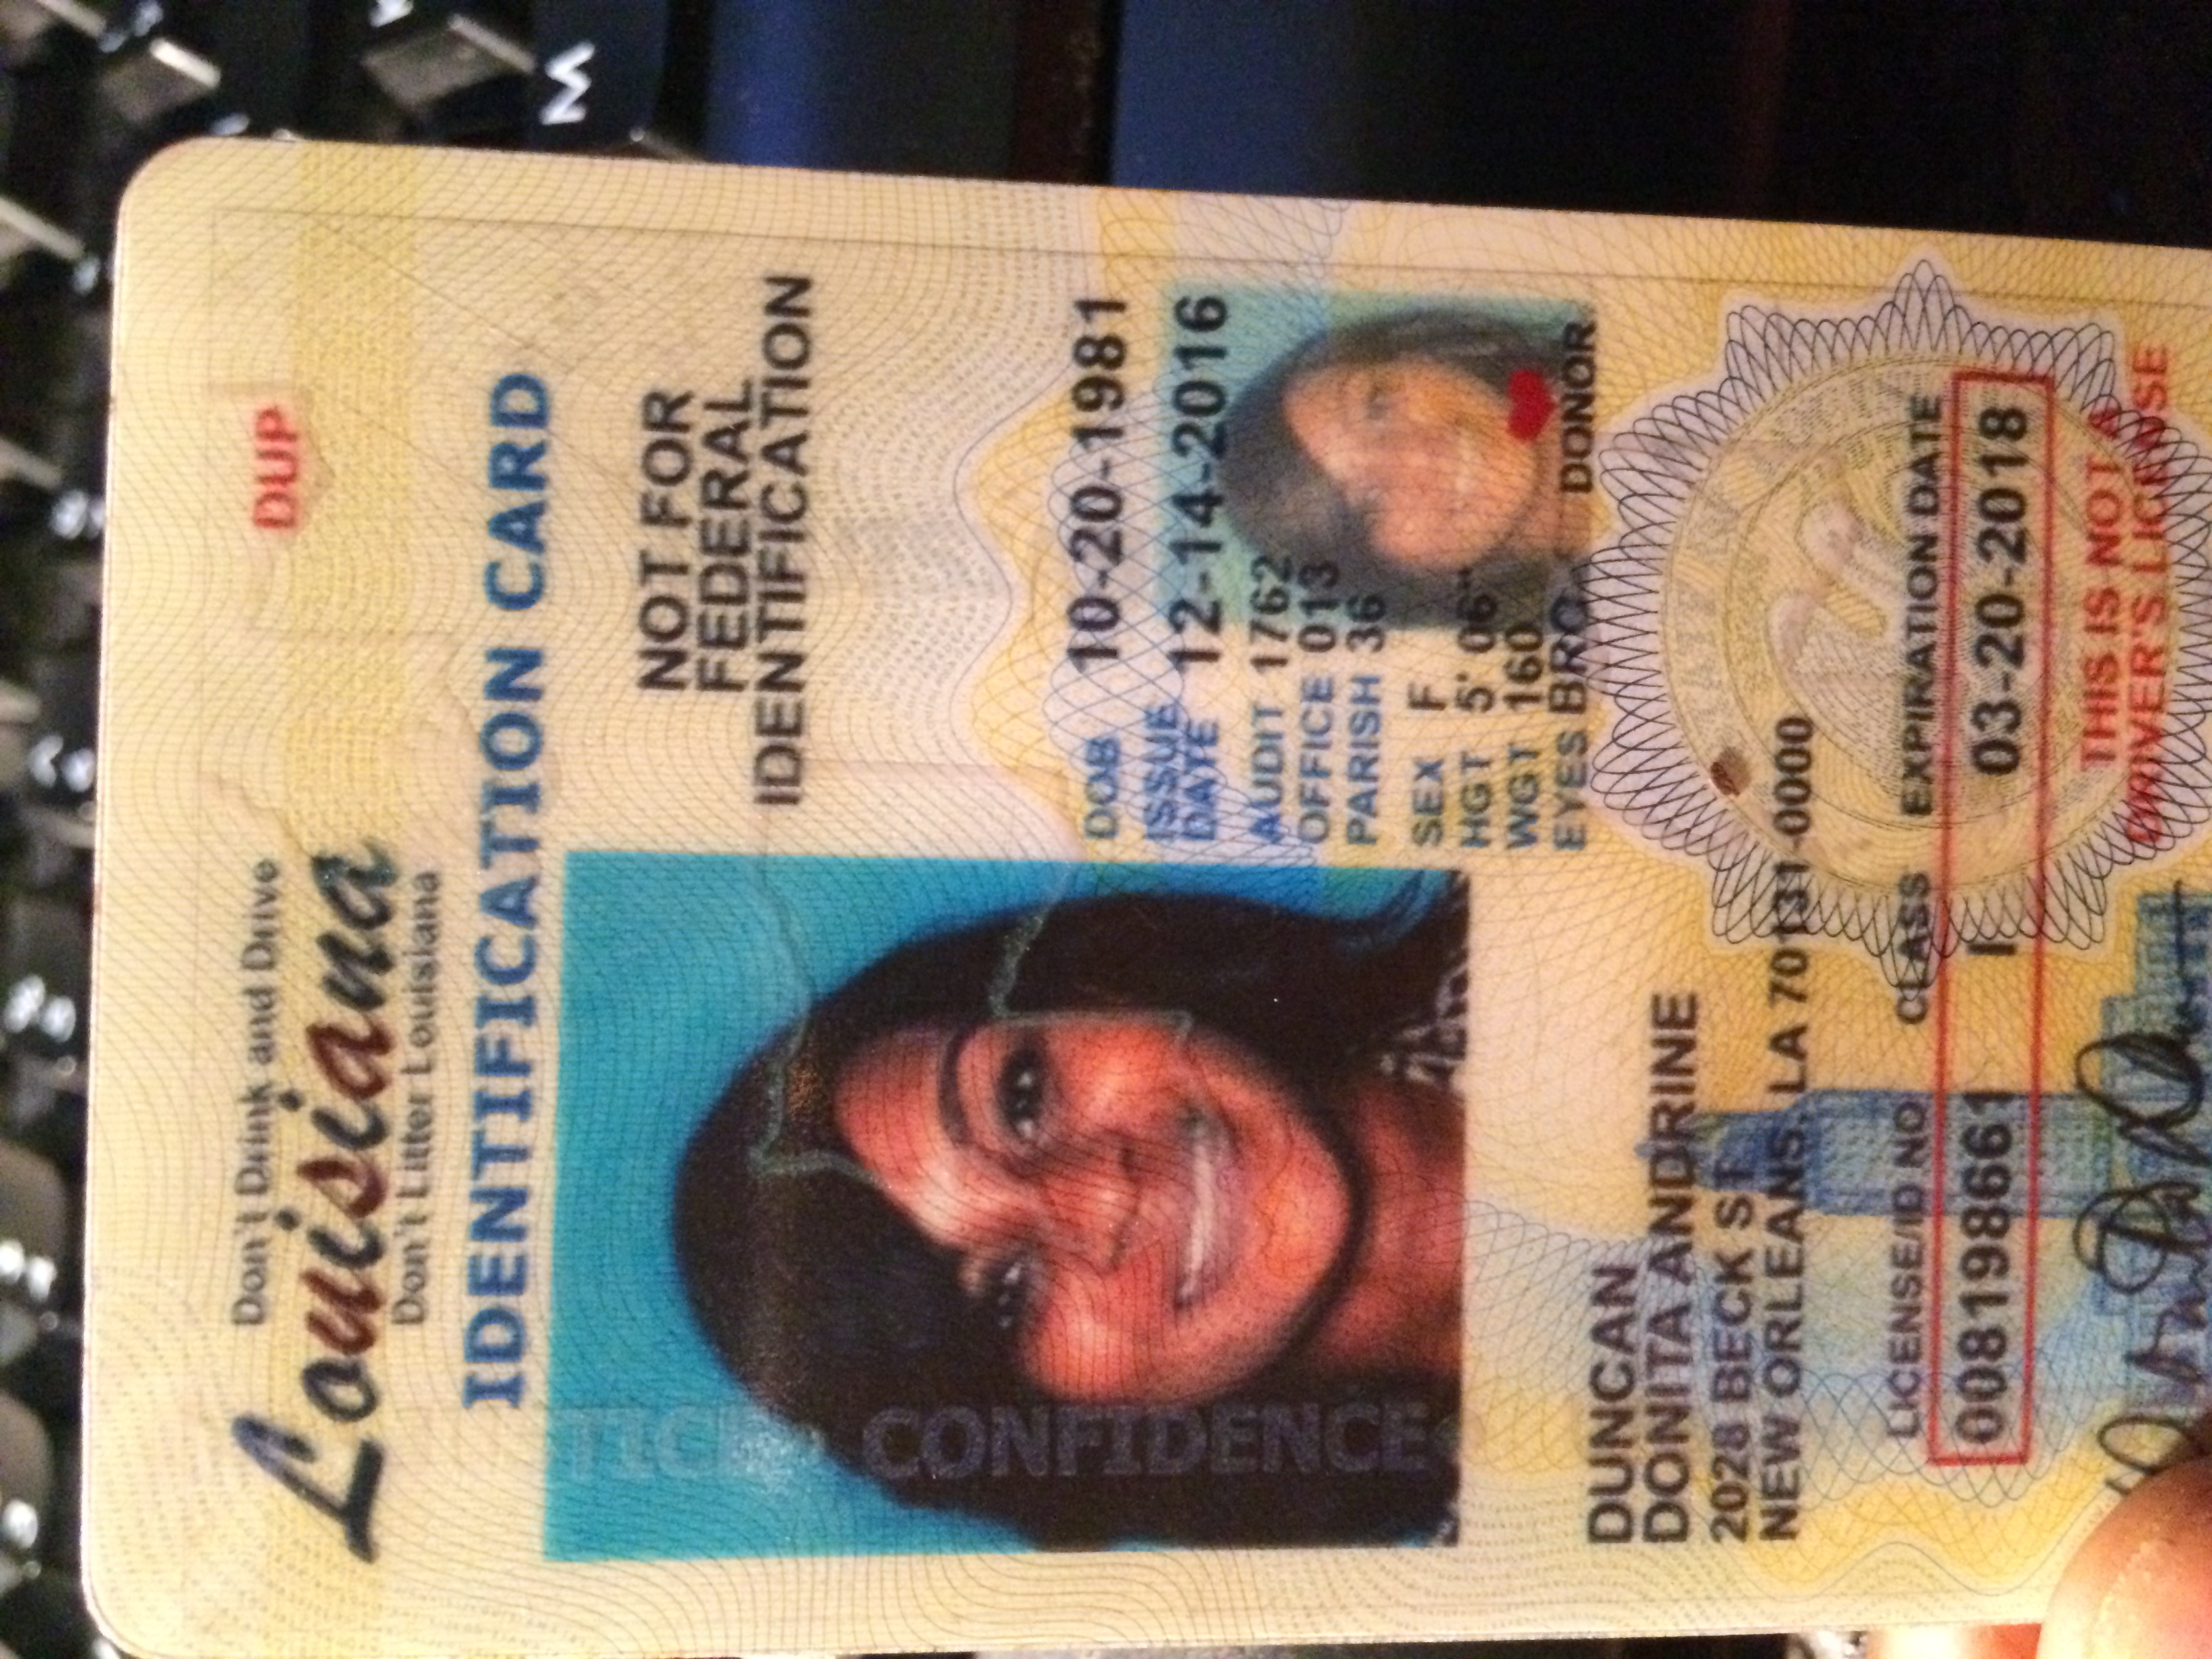 Don't Drink and Drive
Louisiana
Don't Litter Louisiana
DUP
IDENTIFICATION CARD
NOT FOR
FEDERAL
IDENTIFICATION
CONFIDENCE
DOB 10-20-1981
ISSUE
DATE 12-14-2016
AUDIT 1762
OFFICE 013
PARISH 36
SEX F
HGT 5' 06"
WGT 160
EYES BRO
DONOR
DUNCAN
DONITA ANDRINE
2028 BECK ST
NEW ORLEANS, LA 70131-0000
LICENSE/ID NO CLASS EXPIRATION DATE
008198661 I 03-20-2018
THIS IS NOT A
DRIVER'S LICENSE
M